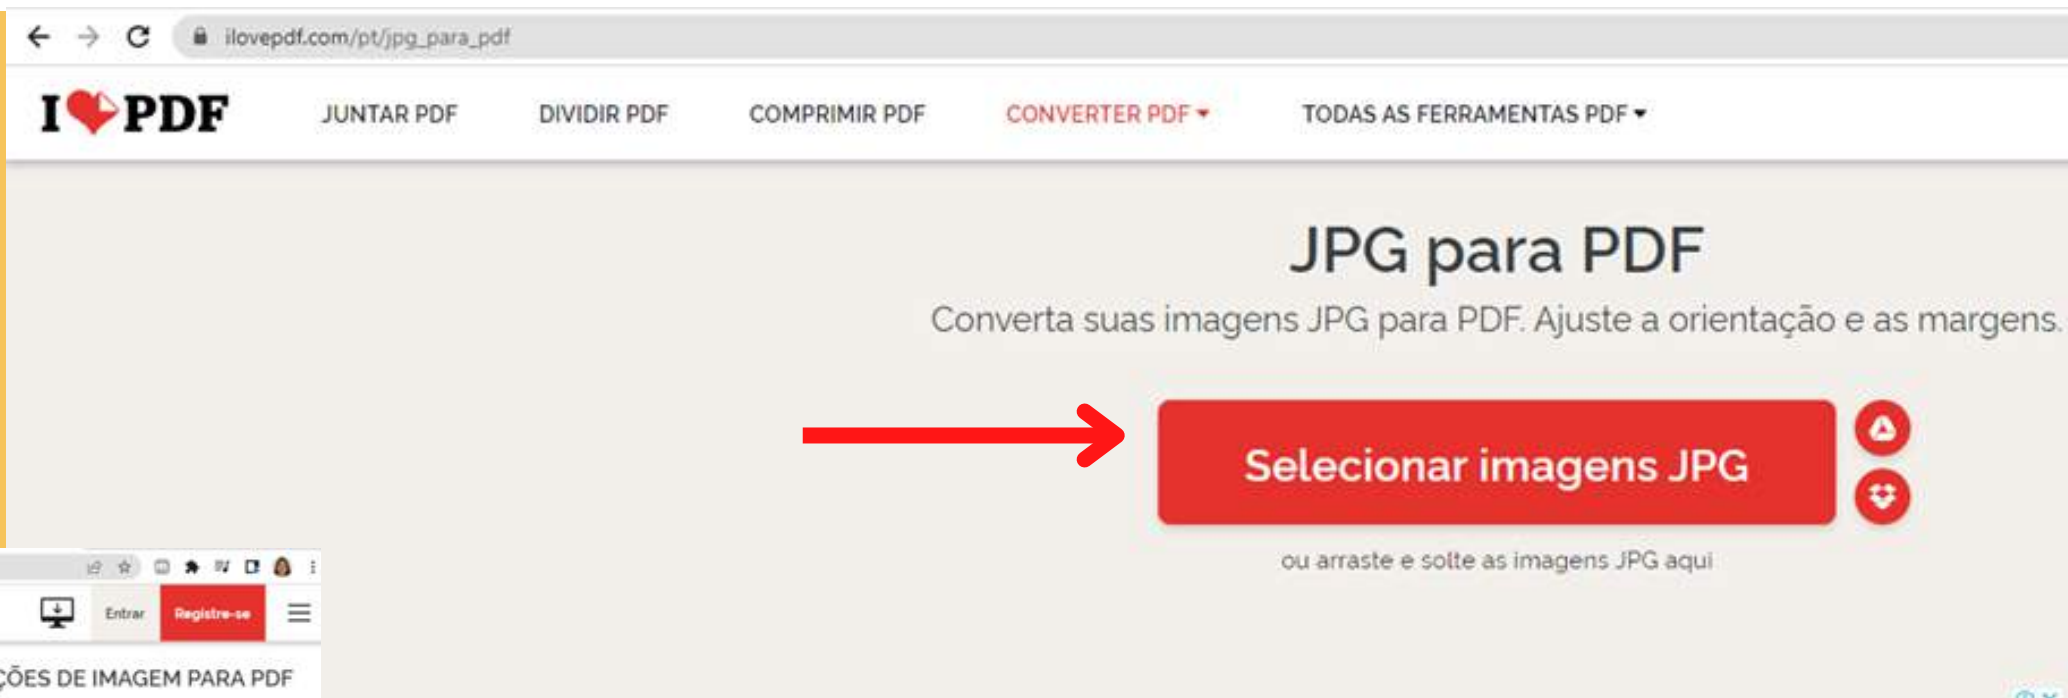 ilovepdf.com/pt/jpg_para_pdf
I PDF JUNTAR PDF DIVIDIR PDF COMPRIMIR PDF CONVERTER PDF TODAS AS FERRAMENTAS PDF
JPG para PDF
Converta suas imagens JPG para PDF. Ajuste a orientação e as margens.
Selecionar imagens JPG
ou arraste e solte as imagens JPG aqui
Entrar Registre-se
ÇÕES DE IMAGEM PARA PDF